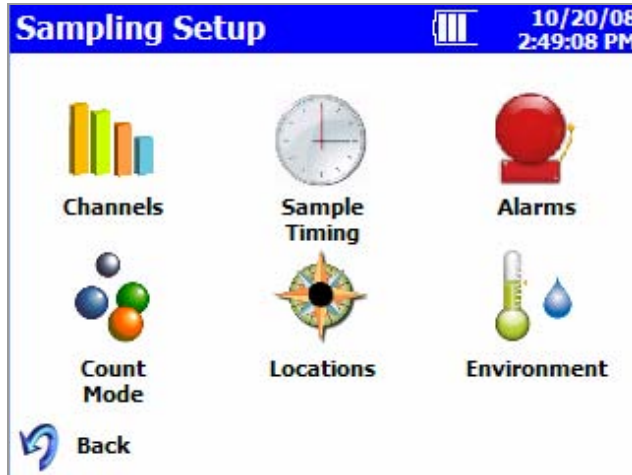 Sampling Setup
10/20/08
2:49:08 PM
Channels
Sample
Timing
Alarms
Count
Mode
Locations
Environment
Back